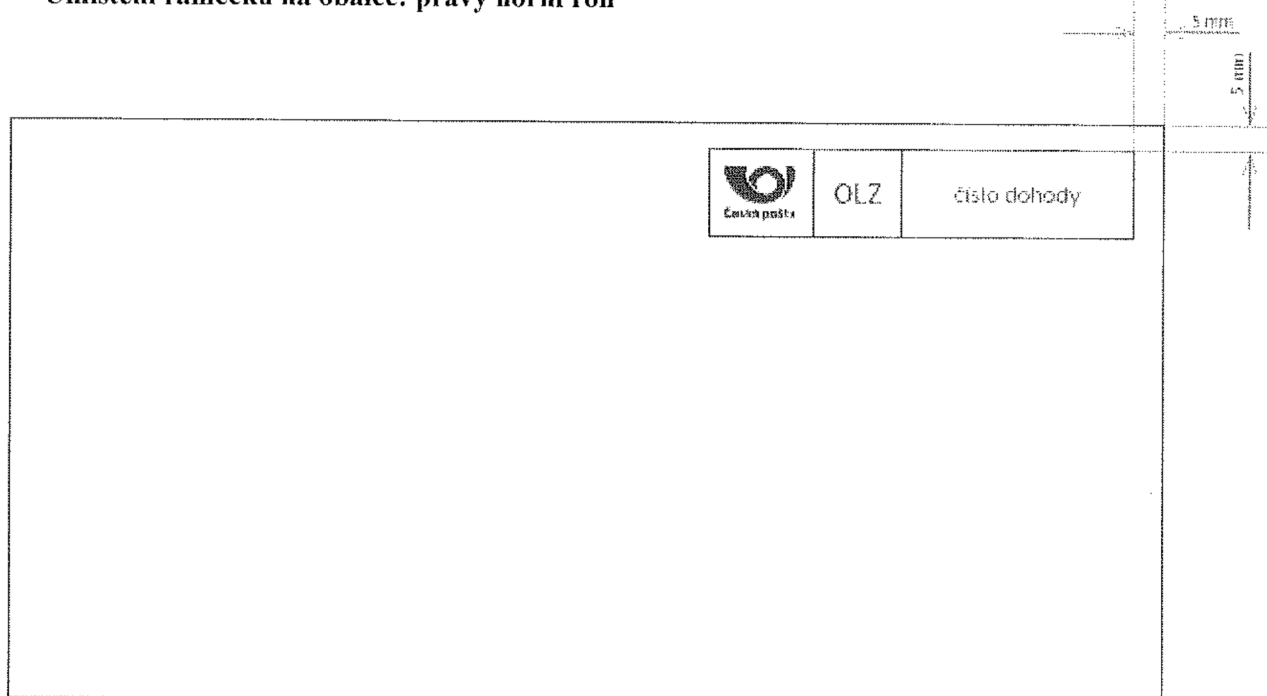 Umístění rámečku na obálce: pravý horní roh
5 mm
5 mm
Česká pošta
OLZ
číslo dohody